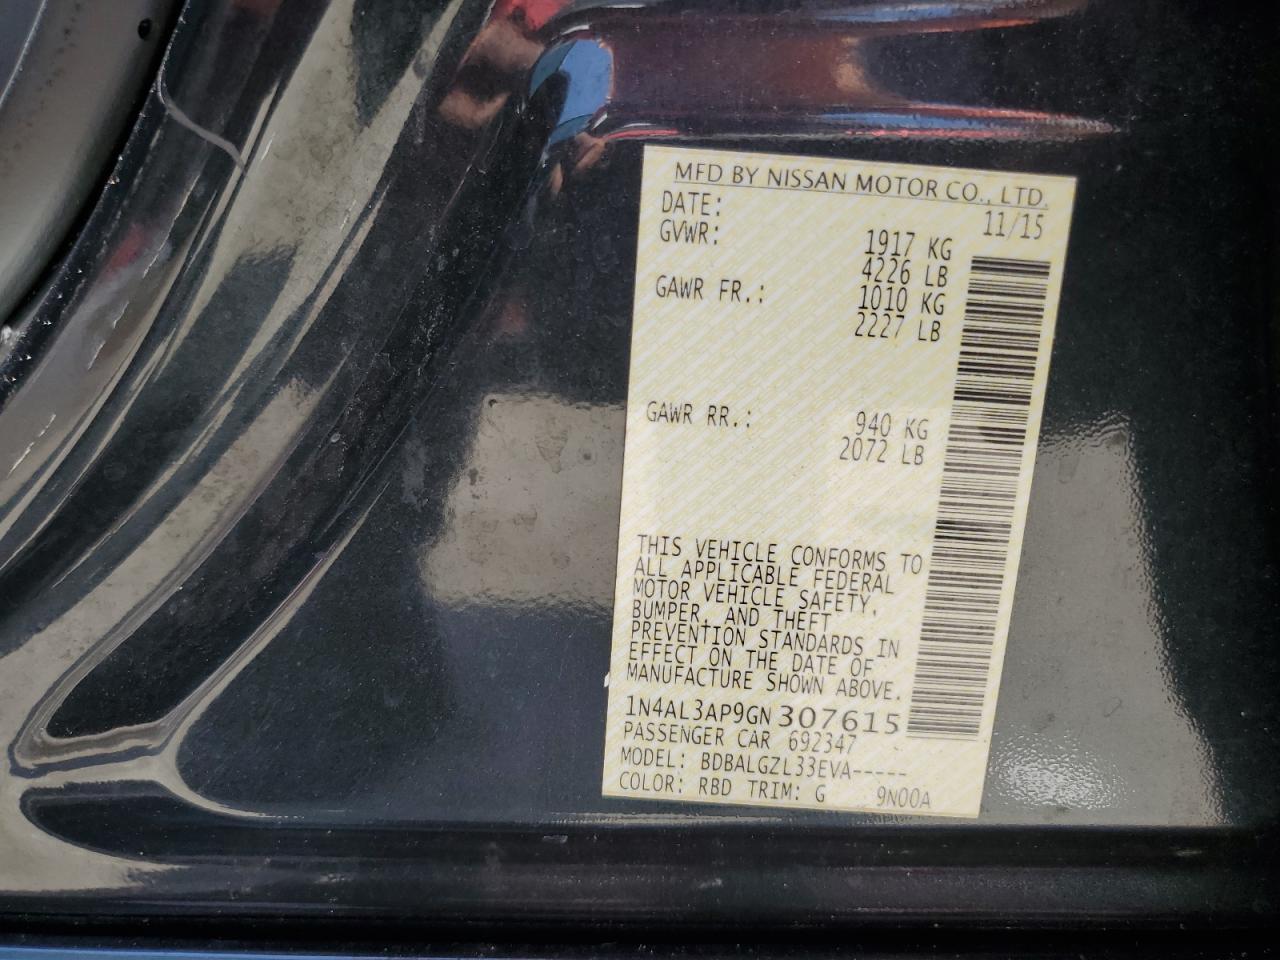 MFD BY NISSAN MOTOR CO., LTD.
DATE: 11/15
GVWR: 1917 KG
4226 LB
GAWR FR.: 1010 KG
2227 LB
GAWR RR.: 940 KG
2072 LB
THIS VEHICLE CONFORMS TO
ALL APPLICABLE FEDERAL
MOTOR VEHICLE SAFETY,
BUMPER, AND THEFT
PREVENTION STANDARDS IN
EFFECT ON THE DATE OF
MANUFACTURE SHOWN ABOVE.
1N4AL3AP9GN307615
PASSENGER CAR 692347
MODEL: BDBALGZL33EVA-----
COLOR: RBD TRIM: G 9N00A